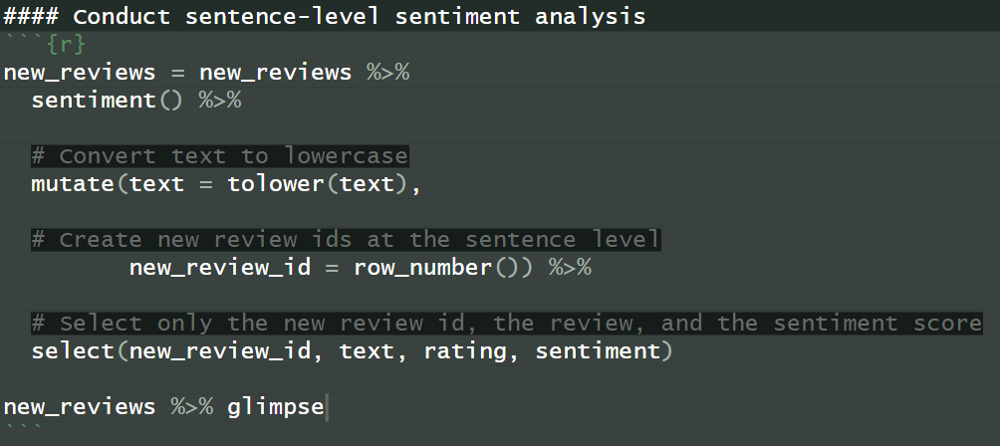 #### Conduct sentence-level sentiment analysis
```{r}
new_reviews = new_reviews %>%
  sentiment() %>%
  # Convert text to lowercase
  mutate(text = tolower(text),
  # Create new review ids at the sentence level
         new_review_id = row_number()) %>%
  # Select only the new review id, the review, and the sentiment score
  select(new_review_id, text, rating, sentiment)
new_reviews %>% glimpse
```